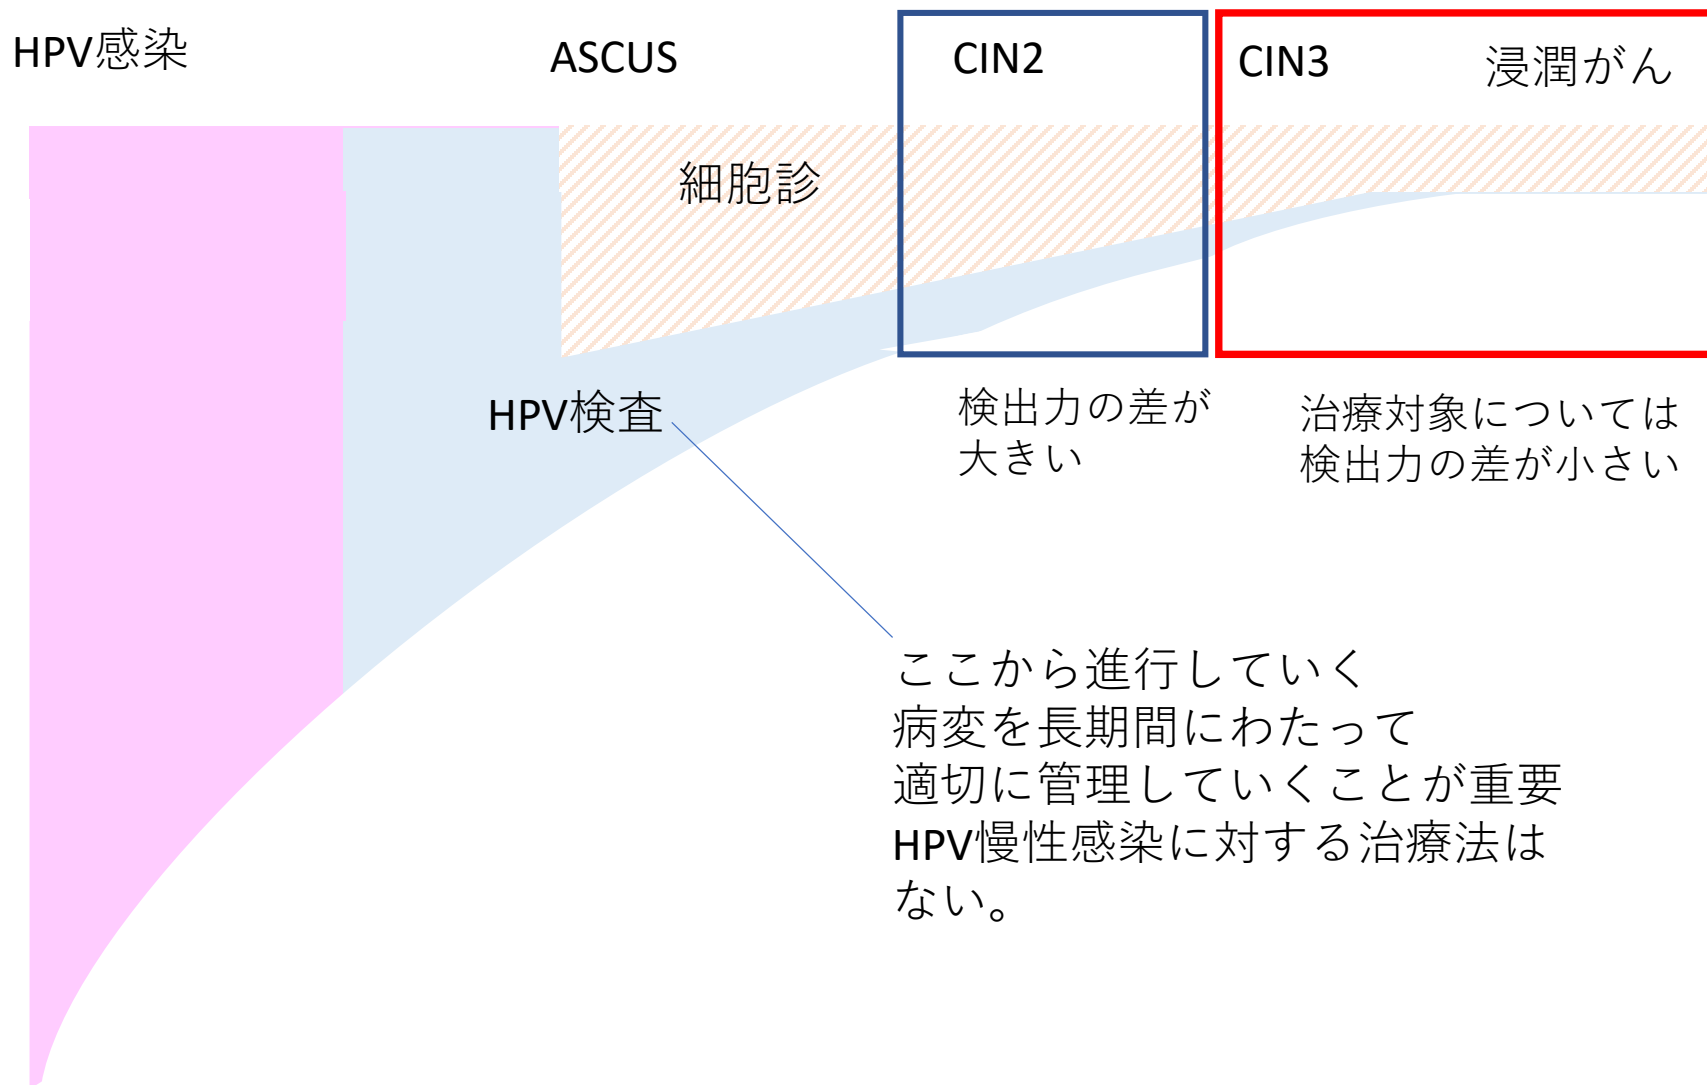 HPV感染
ASCUS
CIN2
CIN3
浸潤がん
細胞診
HPV検査
検出力の差が
大きい
治療対象については
検出力の差が小さい
ここから進行していく
病変を長期間にわたって
適切に管理していくことが重要
HPV慢性感染に対する治療法は
ない。